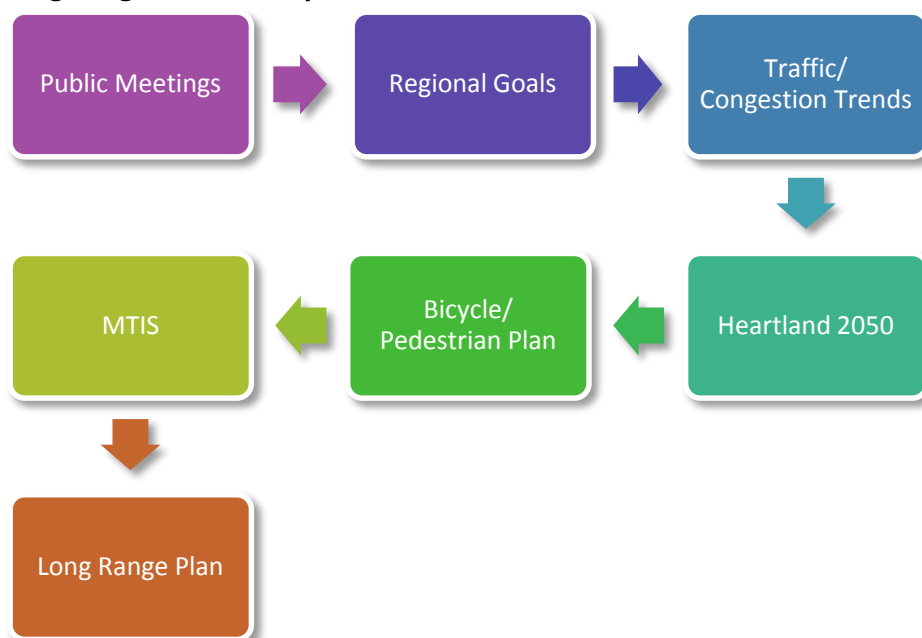 Public Meetings
Regional Goals
Traffic/
Congestion Trends
Heartland 2050
Bicycle/
Pedestrian Plan
MTIS
Long Range Plan